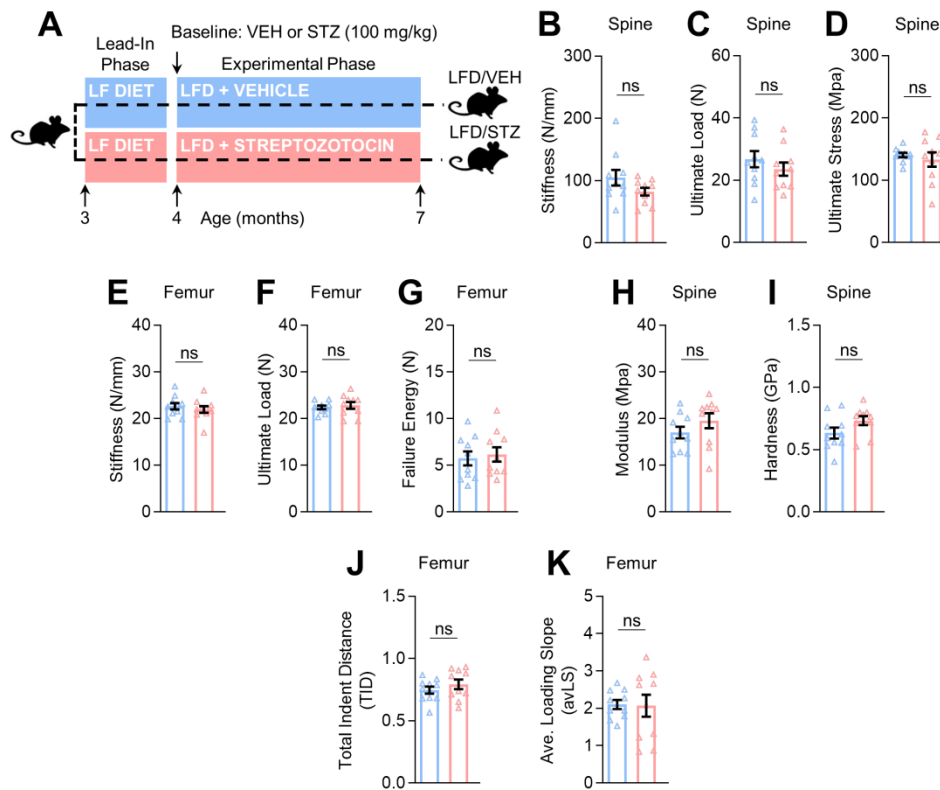 A
Baseline: VEH or STZ (100 mg/kg)
Lead-In
Phase
Experimental Phase
LF DIET
LFD + VEHICLE
LFD/VEH
LF DIET
LFD + STREPTOZOTOCIN
LFD/STZ
3
4
Age (months)
7
B
Spine
Stiffness (N/mm)
300
200
100
0
ns
C
Spine
Ultimate Load (N)
60
40
20
0
ns
D
Spine
Ultimate Stress (Mpa)
300
200
100
0
ns
E
Femur
Stiffness (N/mm)
40
30
20
10
0
ns
F
Femur
Ultimate Load (N)
40
30
20
10
0
ns
G
Femur
Failure Energy (N)
20
15
10
5
0
ns
H
Spine
Modulus (Mpa)
40
30
20
10
0
ns
I
Spine
Hardness (GPa)
1.5
1.0
0.5
0.0
ns
J
Femur
Total Indent Distance
(TID)
1.5
1.0
0.5
0.0
ns
K
Femur
Ave. Loading Slope
(avLS)
5
4
3
2
1
0
ns